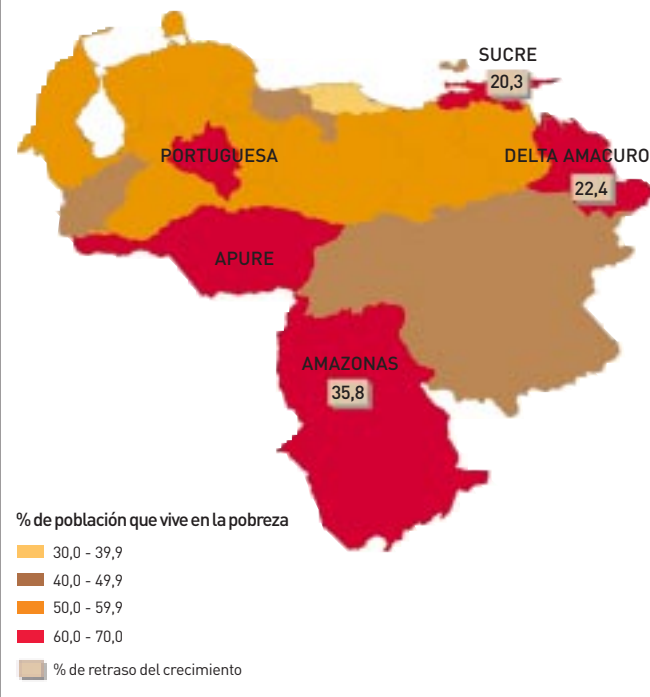 SUCRE
20,3
PORTUGUESA
DELTA AMACURO
22,4
APURE
AMAZONAS
35,8
% de población que vive en la pobreza
30,0 - 39,9
40,0 - 49,9
50,0 - 59,9
60,0 - 70,0
% de retraso del crecimiento